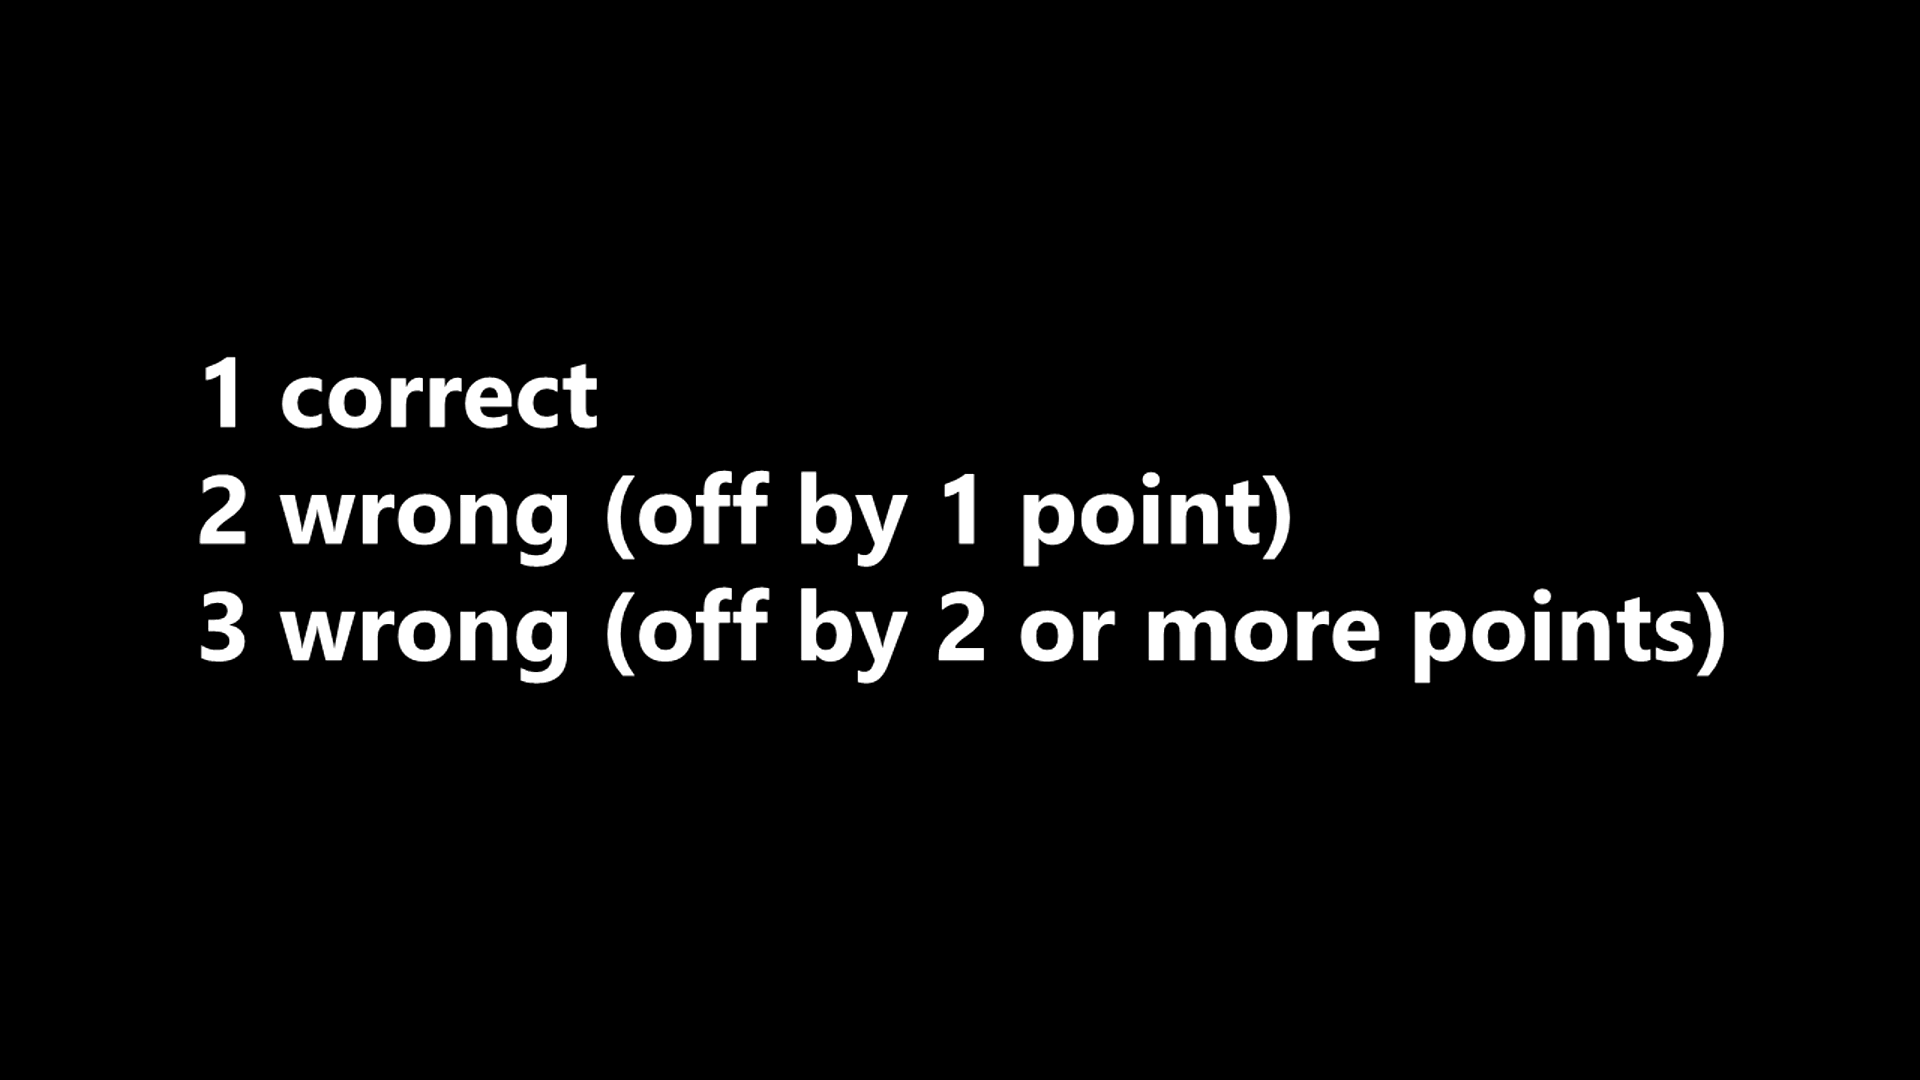 1 correct
2 wrong (off by 1 point)
3 wrong (off by 2 or more points)